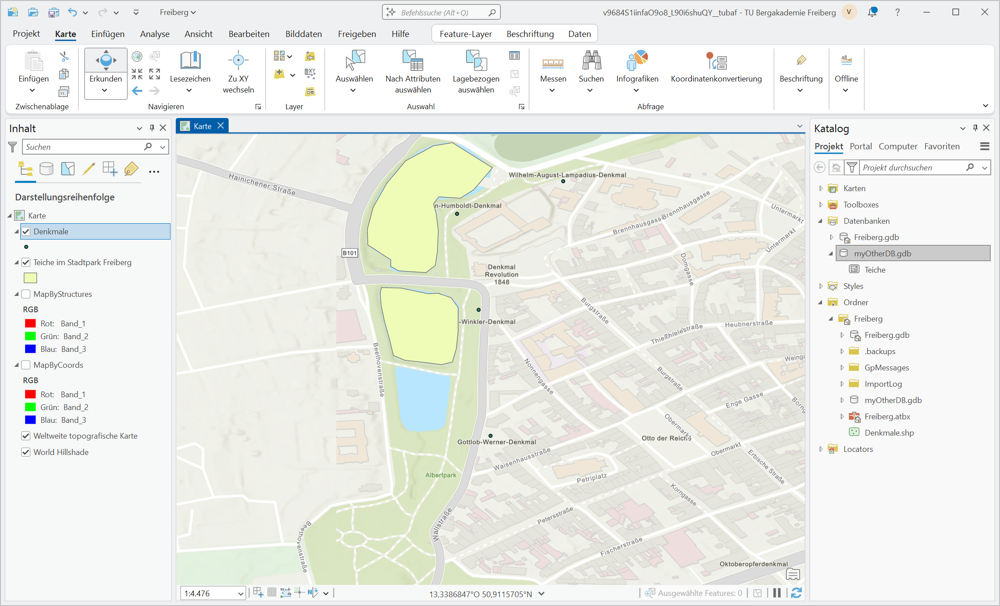 Freiberg
Befehlssuche (Alt+Q)
v9684S1iinfaO9o8_L90i6shuQY__tubaf - TU Bergakademie Freiberg
V
?
Projekt
Karte
Einfügen
Analyse
Ansicht
Bearbeiten
Bilddaten
Freigeben
Hilfe
Feature-Layer
Beschriftung
Daten
Einfügen
Erkunden
Lesezeichen
Zu XY
wechseln
Auswählen
Nach Attributen
auswählen
Lagebezogen
auswählen
Messen
Suchen
Infografiken
Koordinatenkonvertierung
Beschriftung
Offline
Zwischenablage
Navigieren
Layer
Auswahl
Abfrage
Inhalt
Suchen
Darstellungsreihenfolge
Karte
Denkmale
Teiche im Stadtpark Freiberg
MapByStructures
RGB
Rot: Band_1
Grün: Band_2
Blau: Band_3
MapByCoords
RGB
Rot: Band_1
Grün: Band_2
Blau: Band_3
Weltweite topografische Karte
World Hillshade
Karte
Hainichener Straße
Wilhelm-August-Lampadius-Denkmal
n-Humboldt-Denkmal
Brennhausgasse
Brennhausgasse
Untermarkt
Untermarkt
B101
Denkmal
Revolution
1848
Domgasse
Burgstraße
-Winkler-Denkmal
Thielestraße
Heubnerstraße
Beethovenstraße
Nonnengasse
Burgstraße
Weinga
Enge Gasse
Borng
Obermarkt
Otto der Reiche
Obermarkt
Gottlob-Werner-Denkmal
Waisenhausstraße
Erbische Straße
Albertpark
Petriplatz
Korngasse
Petersstraße
Wallstraße
Beethovenstraße
Fischerstraße
Oktoberopferdenkmal
1:4.476
13,3386847°O 50,9115705°N
Ausgewählte Features: 0
Katalog
Projekt
Portal
Computer
Favoriten
Projekt durchsuchen
Karten
Toolboxes
Datenbanken
Freiberg.gdb
myOtherDB.gdb
Teiche
Styles
Ordner
Freiberg
Freiberg.gdb
.backups
GpMessages
ImportLog
myOtherDB.gdb
Freiberg.atbx
Denkmale.shp
Locators